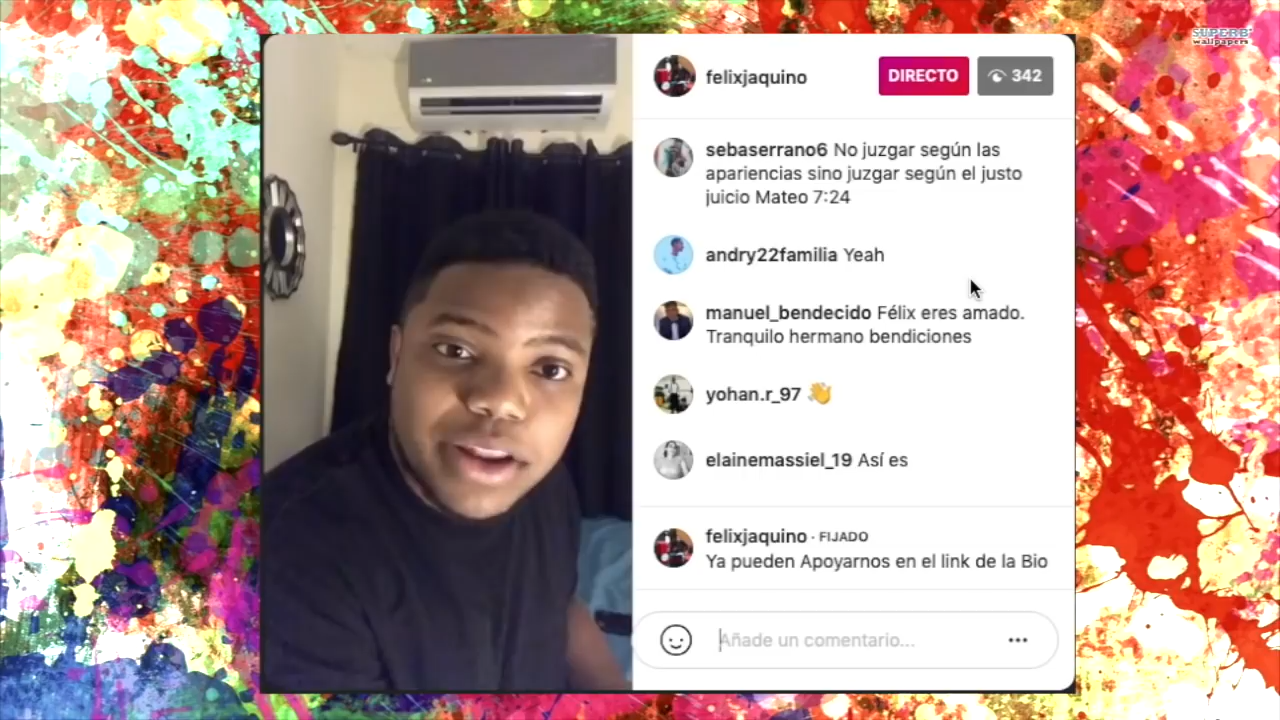 SUPERB
wallpapers
felixjaquino
DIRECTO
342
sebaserrano6 No juzgar según las
apariencias sino juzgar según el justo
juicio Mateo 7:24
andry22familia Yeah
manuel_bendecido Félix eres amado.
Tranquilo hermano bendiciones
yohan.r_97 👋
elainemassiel_19 Así es
felixjaquino · FIJADO
Ya pueden Apoyarnos en el link de la Bio
Añade un comentario...